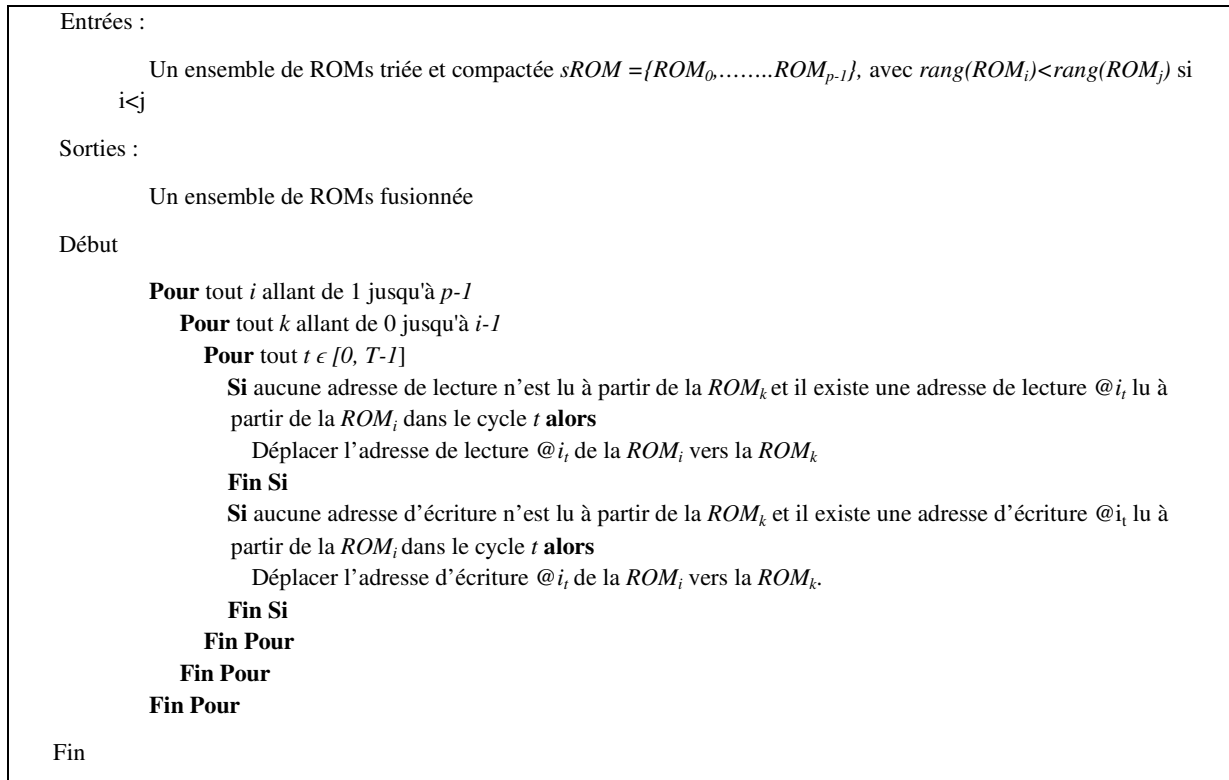 Entrées :
Un ensemble de ROMs triée et compactée sROM ={ROM0,……..ROMp-1}, avec rang(ROMi)<rang(ROMj) si
i<j
Sorties :
Un ensemble de ROMs fusionnée
Début
Pour tout i allant de 1 jusqu'à p-1
Pour tout k allant de 0 jusqu'à i-1
Pour tout t ϵ [0, T-1]
Si aucune adresse de lecture n’est lu à partir de la ROMk et il existe une adresse de lecture @it lu à
partir de la ROMi dans le cycle t alors
Déplacer l’adresse de lecture @it de la ROMi vers la ROMk
Fin Si
Si aucune adresse d’écriture n’est lu à partir de la ROMk et il existe une adresse d’écriture @it lu à
partir de la ROMi dans le cycle t alors
Déplacer l’adresse d’écriture @it de la ROMi vers la ROMk.
Fin Si
Fin Pour
Fin Pour
Fin Pour
Fin